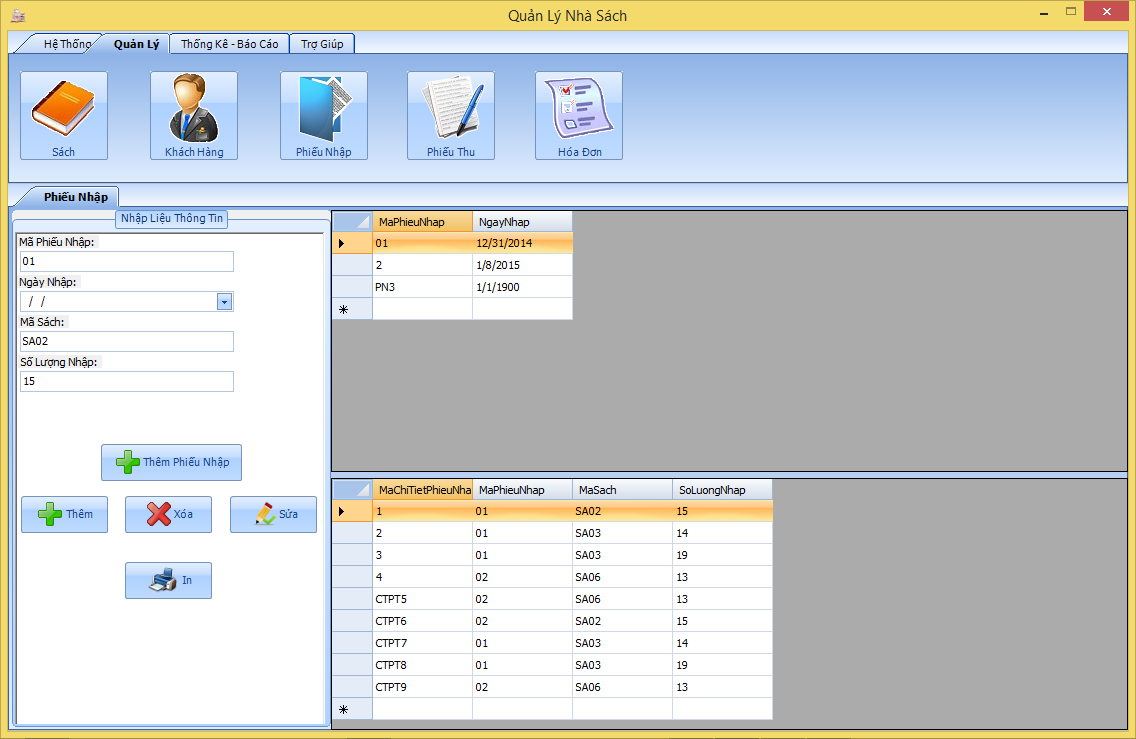 Quản Lý Nhà Sách
Hệ Thống Quản Lý Thống Kê - Báo Cáo Trợ Giúp
Sách Khách Hàng Phiếu Nhập Phiếu Thu Hóa Đơn
Phiếu Nhập
Nhập Liệu Thông Tin
Mã Phiếu Nhập:
01
Ngày Nhập:
/ /
Mã Sách:
SA02
Số Lượng Nhập:
15
Thêm Phiếu Nhập
Thêm Xóa Sửa
In
MaPhieuNhap NgayNhap
01 12/31/2014
2 1/8/2015
PN3 1/1/1900
MaChiTietPhieuNha MaPhieuNhap MaSach SoLuongNhap
1 01 SA02 15
2 01 SA03 14
3 01 SA03 19
4 02 SA06 13
CTPT5 02 SA06 13
CTPT6 02 SA02 15
CTPT7 01 SA03 14
CTPT8 01 SA03 19
CTPT9 02 SA06 13